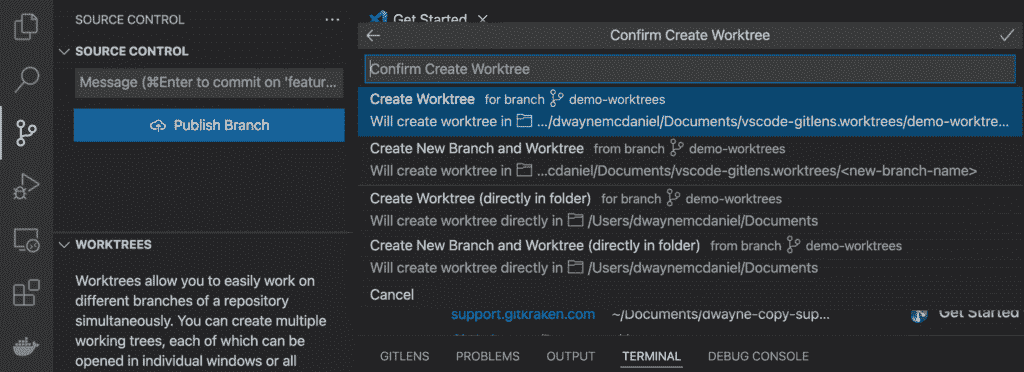 SOURCE CONTROL
SOURCE CONTROL
Message (⌘Enter to commit on 'featur...
Publish Branch
WORKTREES
Worktrees allow you to easily work on
different branches of a repository
simultaneously. You can create multiple
working trees, each of which can be
opened in individual windows or all
Get Started
Confirm Create Worktree
Confirm Create Worktree
Create Worktree for branch demo-worktrees
Will create worktree in .../dwaynemcdaniel/Documents/vscode-gitlens.worktrees/demo-worktre...
Create New Branch and Worktree from branch demo-worktrees
Will create worktree in ...cdaniel/Documents/vscode-gitlens.worktrees/<new-branch-name>
Create Worktree (directly in folder) for branch demo-worktrees
Will create worktree directly in /Users/dwaynemcdaniel/Documents
Create New Branch and Worktree (directly in folder) from branch demo-worktrees
Will create worktree directly in /Users/dwaynemcdaniel/Documents
Cancel
support.gitkraken.com ~/Documents/dwayne-copy-sup... Get Started
GITLENS PROBLEMS OUTPUT TERMINAL DEBUG CONSOLE